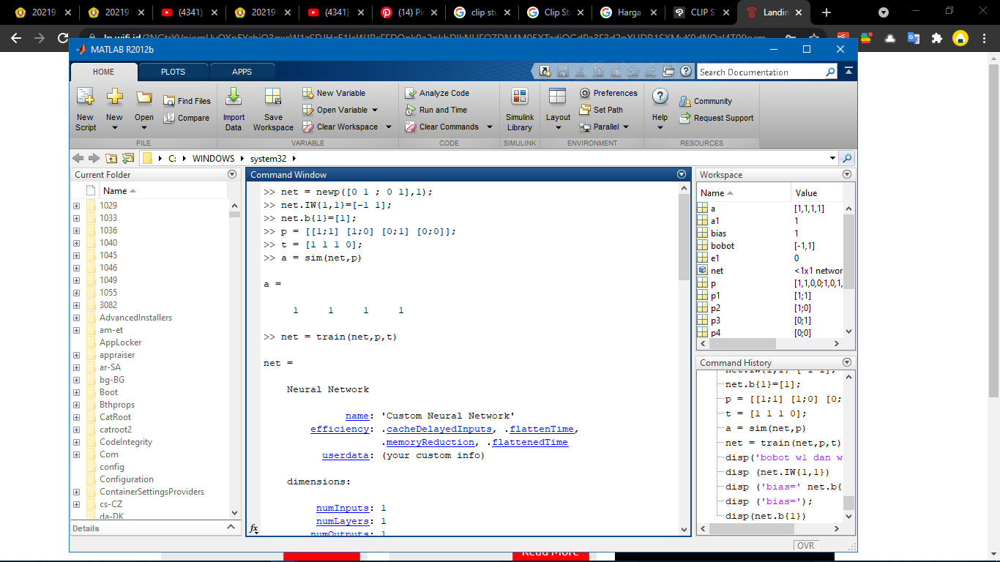 20219
20219
(4341)
20219
(4341)
(14) Pi
clip stu
Clip St
Harga
CLIP S
Landin
MATLAB R2012b
HOME
PLOTS
APPS
Search Documentation
New Script
New
Open
Find Files
Compare
Import Data
Save Workspace
New Variable
Open Variable
Clear Workspace
Analyze Code
Run and Time
Clear Commands
Simulink Library
Layout
Preferences
Set Path
Parallel
Help
Community
Request Support
FILE
VARIABLE
CODE
SIMULINK
ENVIRONMENT
RESOURCES
C: WINDOWS system32
Current Folder
Name
1029
1033
1036
1040
1045
1046
1049
1055
3082
AdvancedInstallers
am-et
AppLocker
appraiser
ar-SA
bg-BG
Boot
Bthprops
CatRoot
catroot2
CodeIntegrity
Com
config
Configuration
ContainerSettingsProviders
cs-CZ
da-DK
Details
Command Window
>> net = newp([0 1 ; 0 1],1);
>> net.IW{1,1}=[-1 1];
>> net.b{1}=[1];
>> p = [[1;1] [1;0] [0;1] [0;0]];
>> t = [1 1 1 0];
>> a = sim(net,p)
a =
1 1 1 1
>> net = train(net,p,t)
net =
Neural Network
name: 'Custom Neural Network'
efficiency: .cacheDelayedInputs, .flattenTime,
.memoryReduction, .flattenedTime
userdata: (your custom info)
dimensions:
numInputs: 1
numLayers: 1
numOutputs: 1
fx
Workspace
Name Value
a [1,1,1,1]
a1 1
bias 1
bobot [-1,1]
e1 0
net <1x1 networ
p [1,1,0,0;1,0,1,
p1 [1;1]
p2 [1;0]
p3 [0;1]
p4 [0;0]
Command History
net.b{1}=[1];
p = [[1;1] [1;0] [0;
t = [1 1 1 0];
a = sim(net,p)
net = train(net,p,t)
disp('bobot w1 dan w
disp (net.IW{1,1})
disp ('bias=' net.b{
disp ('bias=');
disp(net.b{1})
OVR
Read More